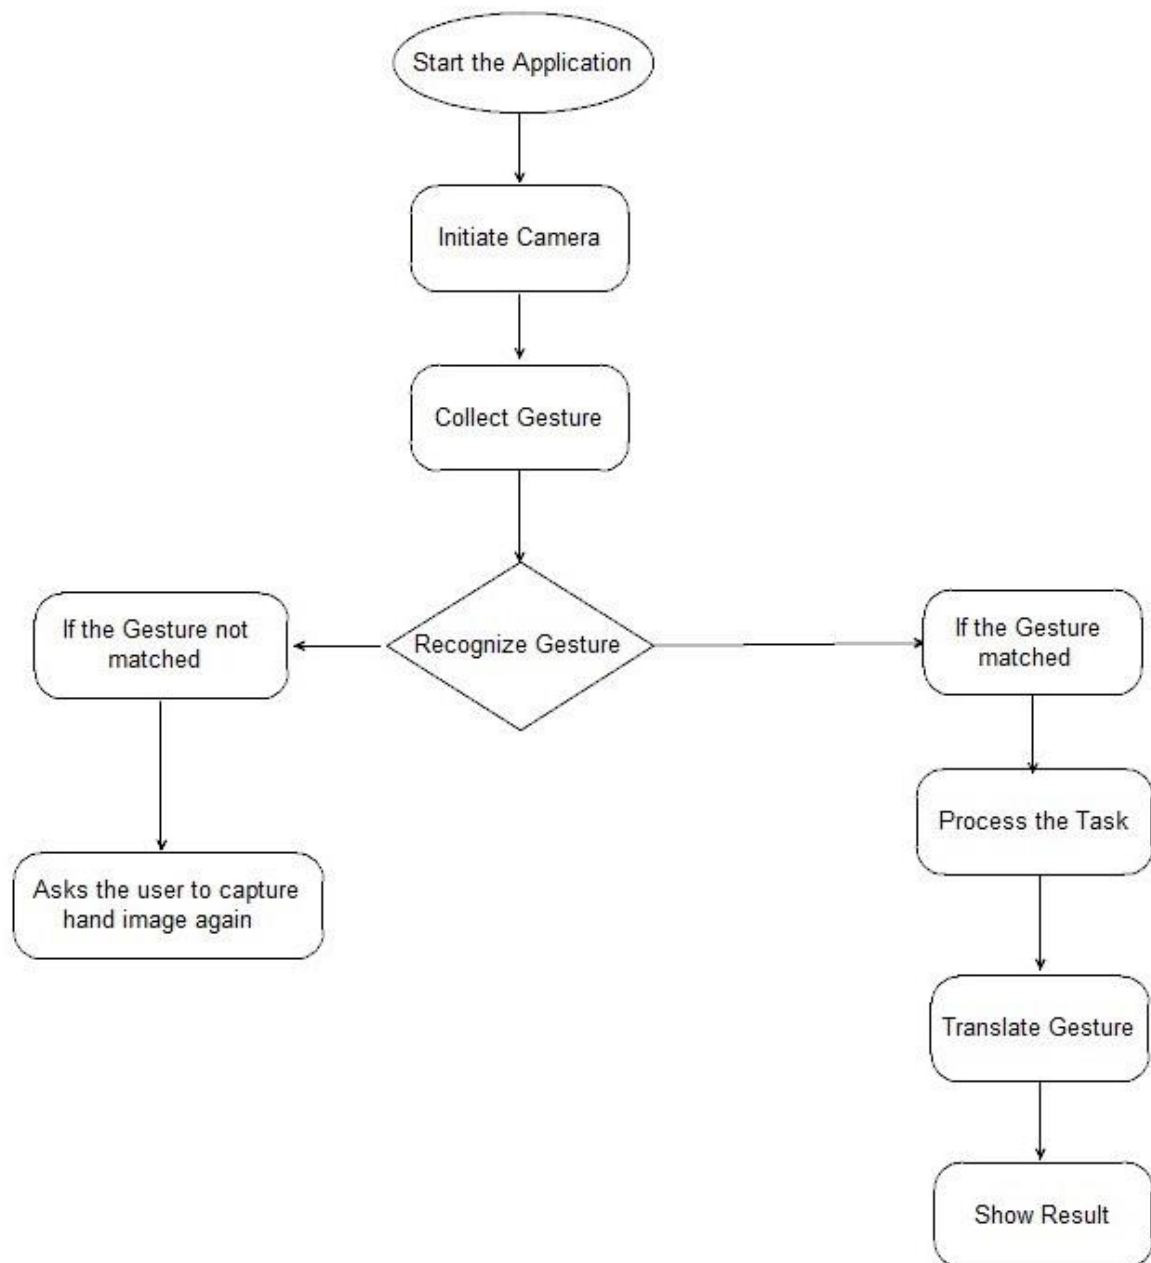 Start the Application
Initiate Camera
Collect Gesture
Recognize Gesture
If the Gesture not
matched
If the Gesture
matched
Asks the user to capture
hand image again
Process the Task
Translate Gesture
Show Result